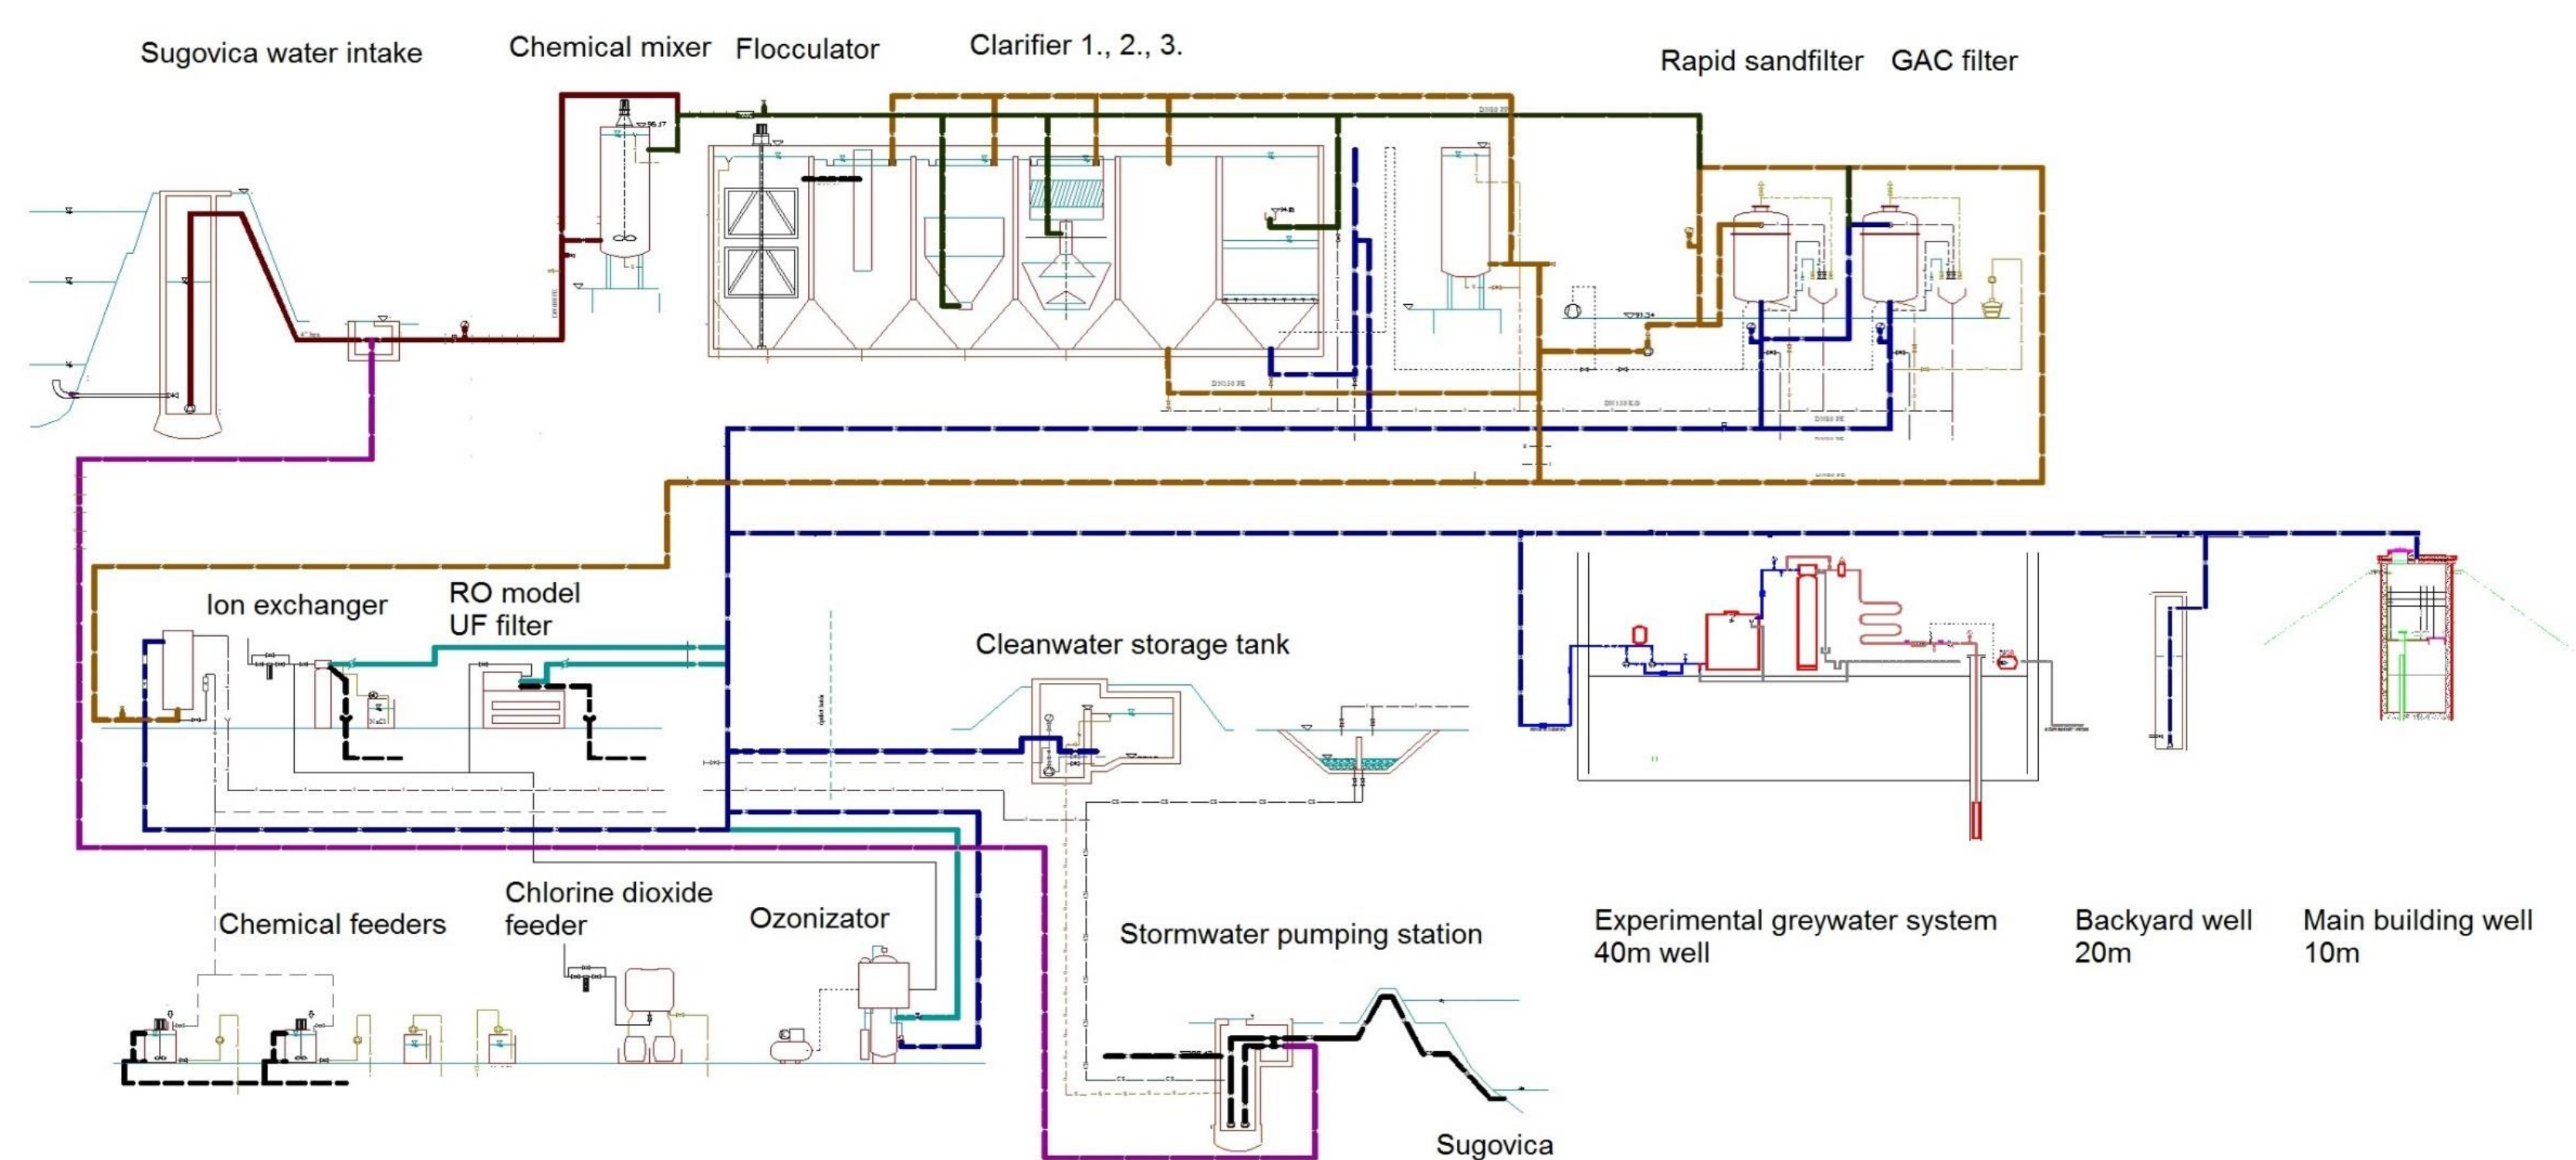 Sugovica water intake
Chemical mixer
Flocculator
Clarifier 1., 2., 3.
Rapid sandfilter
GAC filter
Ion exchanger
RO model
UF filter
Cleanwater storage tank
Chemical feeders
Chlorine dioxide
feeder
Ozonizator
Stormwater pumping station
Sugovica
Experimental greywater system
40m well
Backyard well
20m
Main building well
10m